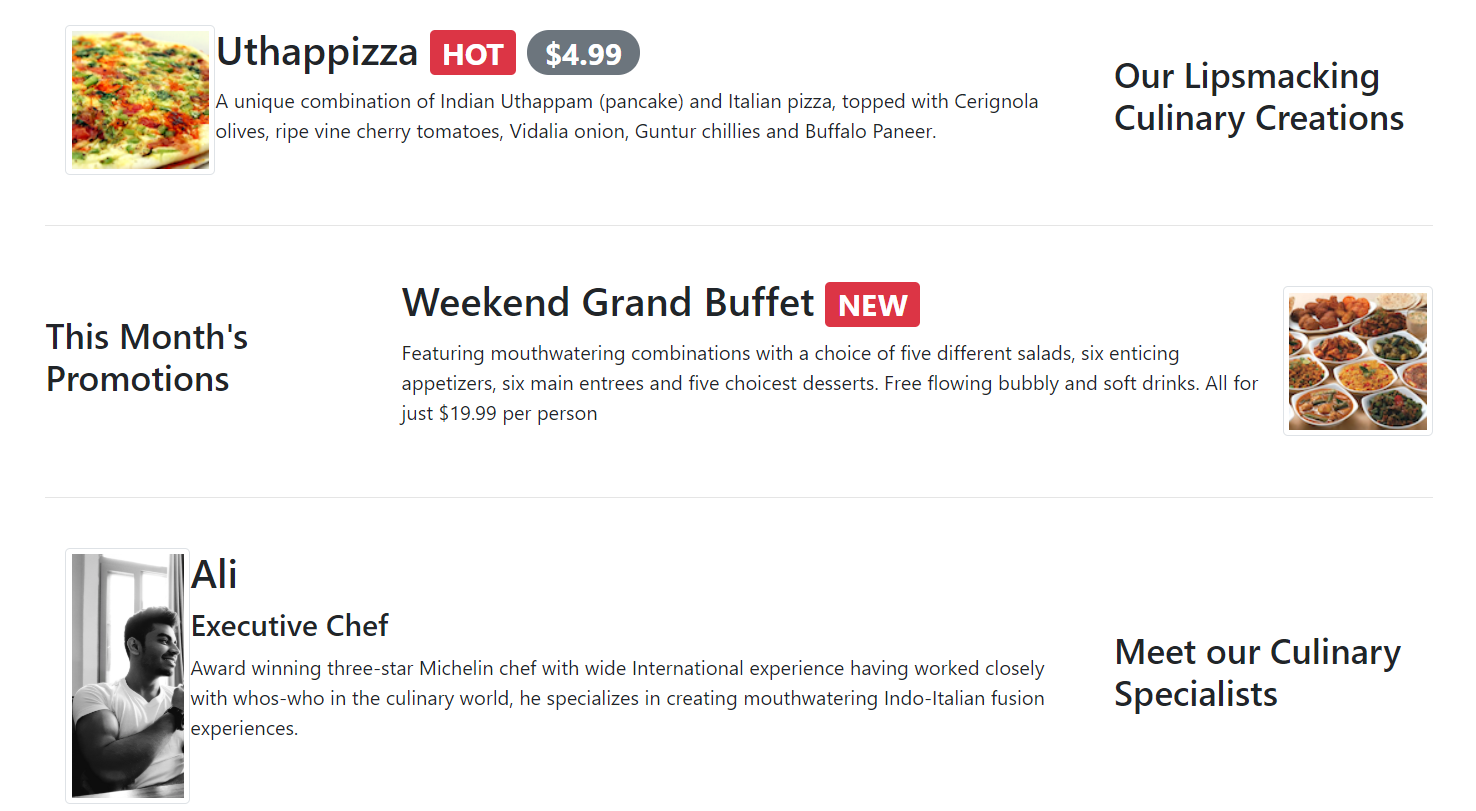 Uthappizza HOT $4.99
A unique combination of Indian Uthappam (pancake) and Italian pizza, topped with Cerignola
olives, ripe vine cherry tomatoes, Vidalia onion, Guntur chillies and Buffalo Paneer.
Our Lipsmacking
Culinary Creations
This Month's
Promotions
Weekend Grand Buffet NEW
Featuring mouthwatering combinations with a choice of five different salads, six enticing
appetizers, six main entrees and five choicest desserts. Free flowing bubbly and soft drinks. All for
just $19.99 per person
Ali
Executive Chef
Award winning three-star Michelin chef with wide International experience having worked closely
with whos-who in the culinary world, he specializes in creating mouthwatering Indo-Italian fusion
experiences.
Meet our Culinary
Specialists